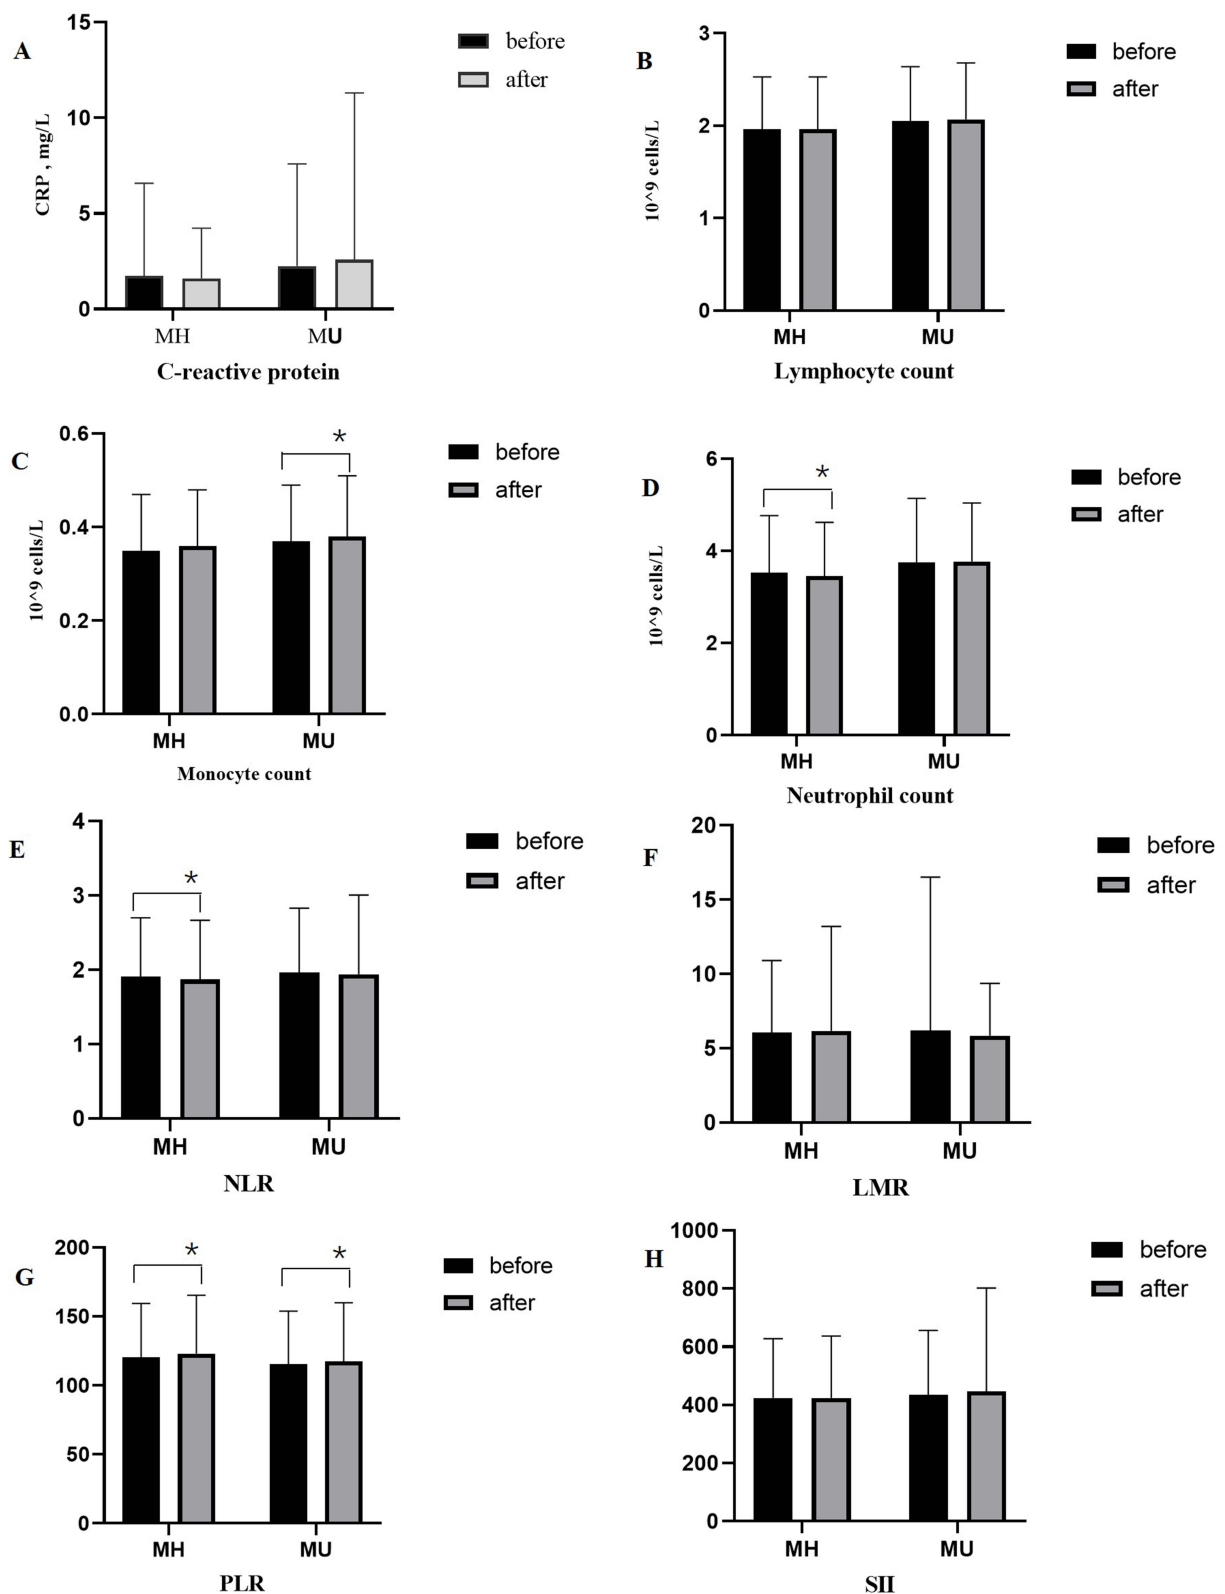 A
15
10
5
0
CRP , mg/L
before
after
MH
MU
C-reactive protein
B
3
2
1
0
10^9 cells/L
before
after
MH
MU
Lymphocyte count
C
0.6
0.4
0.2
0.0
10^9 cells/L
*
before
after
MH
MU
Monocyte count
D
6
4
2
0
10^9 cells/L
*
before
after
MH
MU
Neutrophil count
E
4
3
2
1
0
*
before
after
MH
MU
NLR
F
20
15
10
5
0
before
after
MH
MU
LMR
G
200
150
100
50
0
*
*
before
after
MH
MU
PLR
H
1000
800
600
400
200
0
before
after
MH
MU
SII